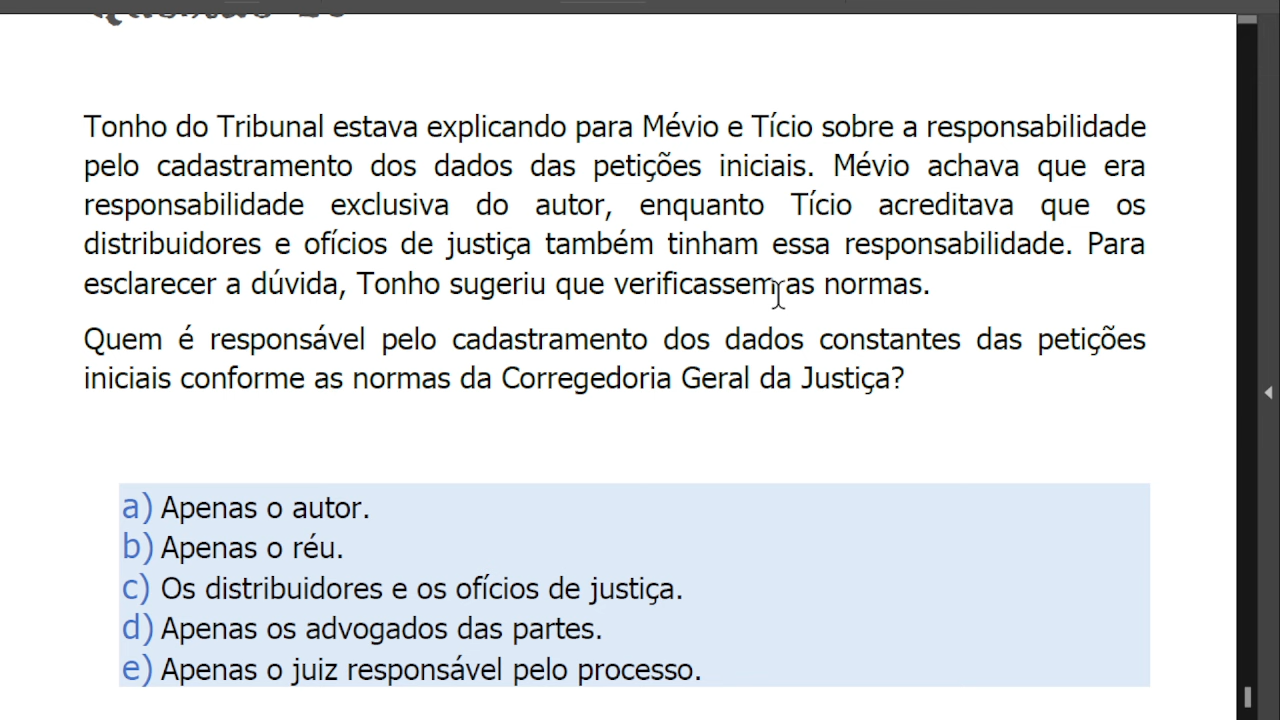 Tonho do Tribunal estava explicando para Mévio e Tício sobre a responsabilidade
pelo cadastramento dos dados das petições iniciais. Mévio achava que era
responsabilidade exclusiva do autor, enquanto Tício acreditava que os
distribuidores e ofícios de justiça também tinham essa responsabilidade. Para
esclarecer a dúvida, Tonho sugeriu que verificassem as normas.
Quem é responsável pelo cadastramento dos dados constantes das petições
iniciais conforme as normas da Corregedoria Geral da Justiça?
a) Apenas o autor.
b) Apenas o réu.
c) Os distribuidores e os ofícios de justiça.
d) Apenas os advogados das partes.
e) Apenas o juiz responsável pelo processo.